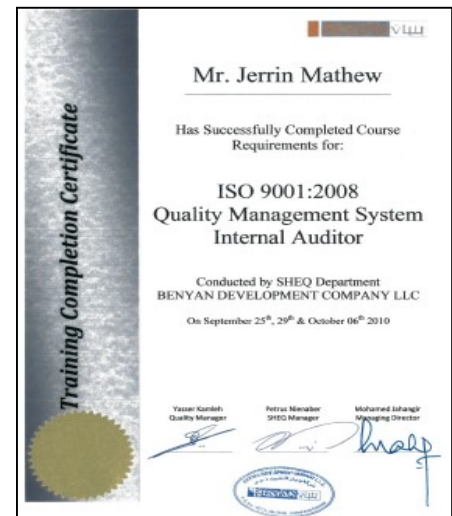 بنيان
Mr. Jerrin Mathew
Has Successfully Completed Course
Requirements for:
ISO 9001:2008
Quality Management System
Internal Auditor
Conducted by SHEQ Department
BENYAN DEVELOPMENT COMPANY LLC
On September 25th, 29th & October 06th 2010
Yasser Kamleh Petrus Nienaber Mohamed Jahangir
Quality Manager SHEQ Manager Managing Director
BENYAN بنيان
Training Completion Certificate